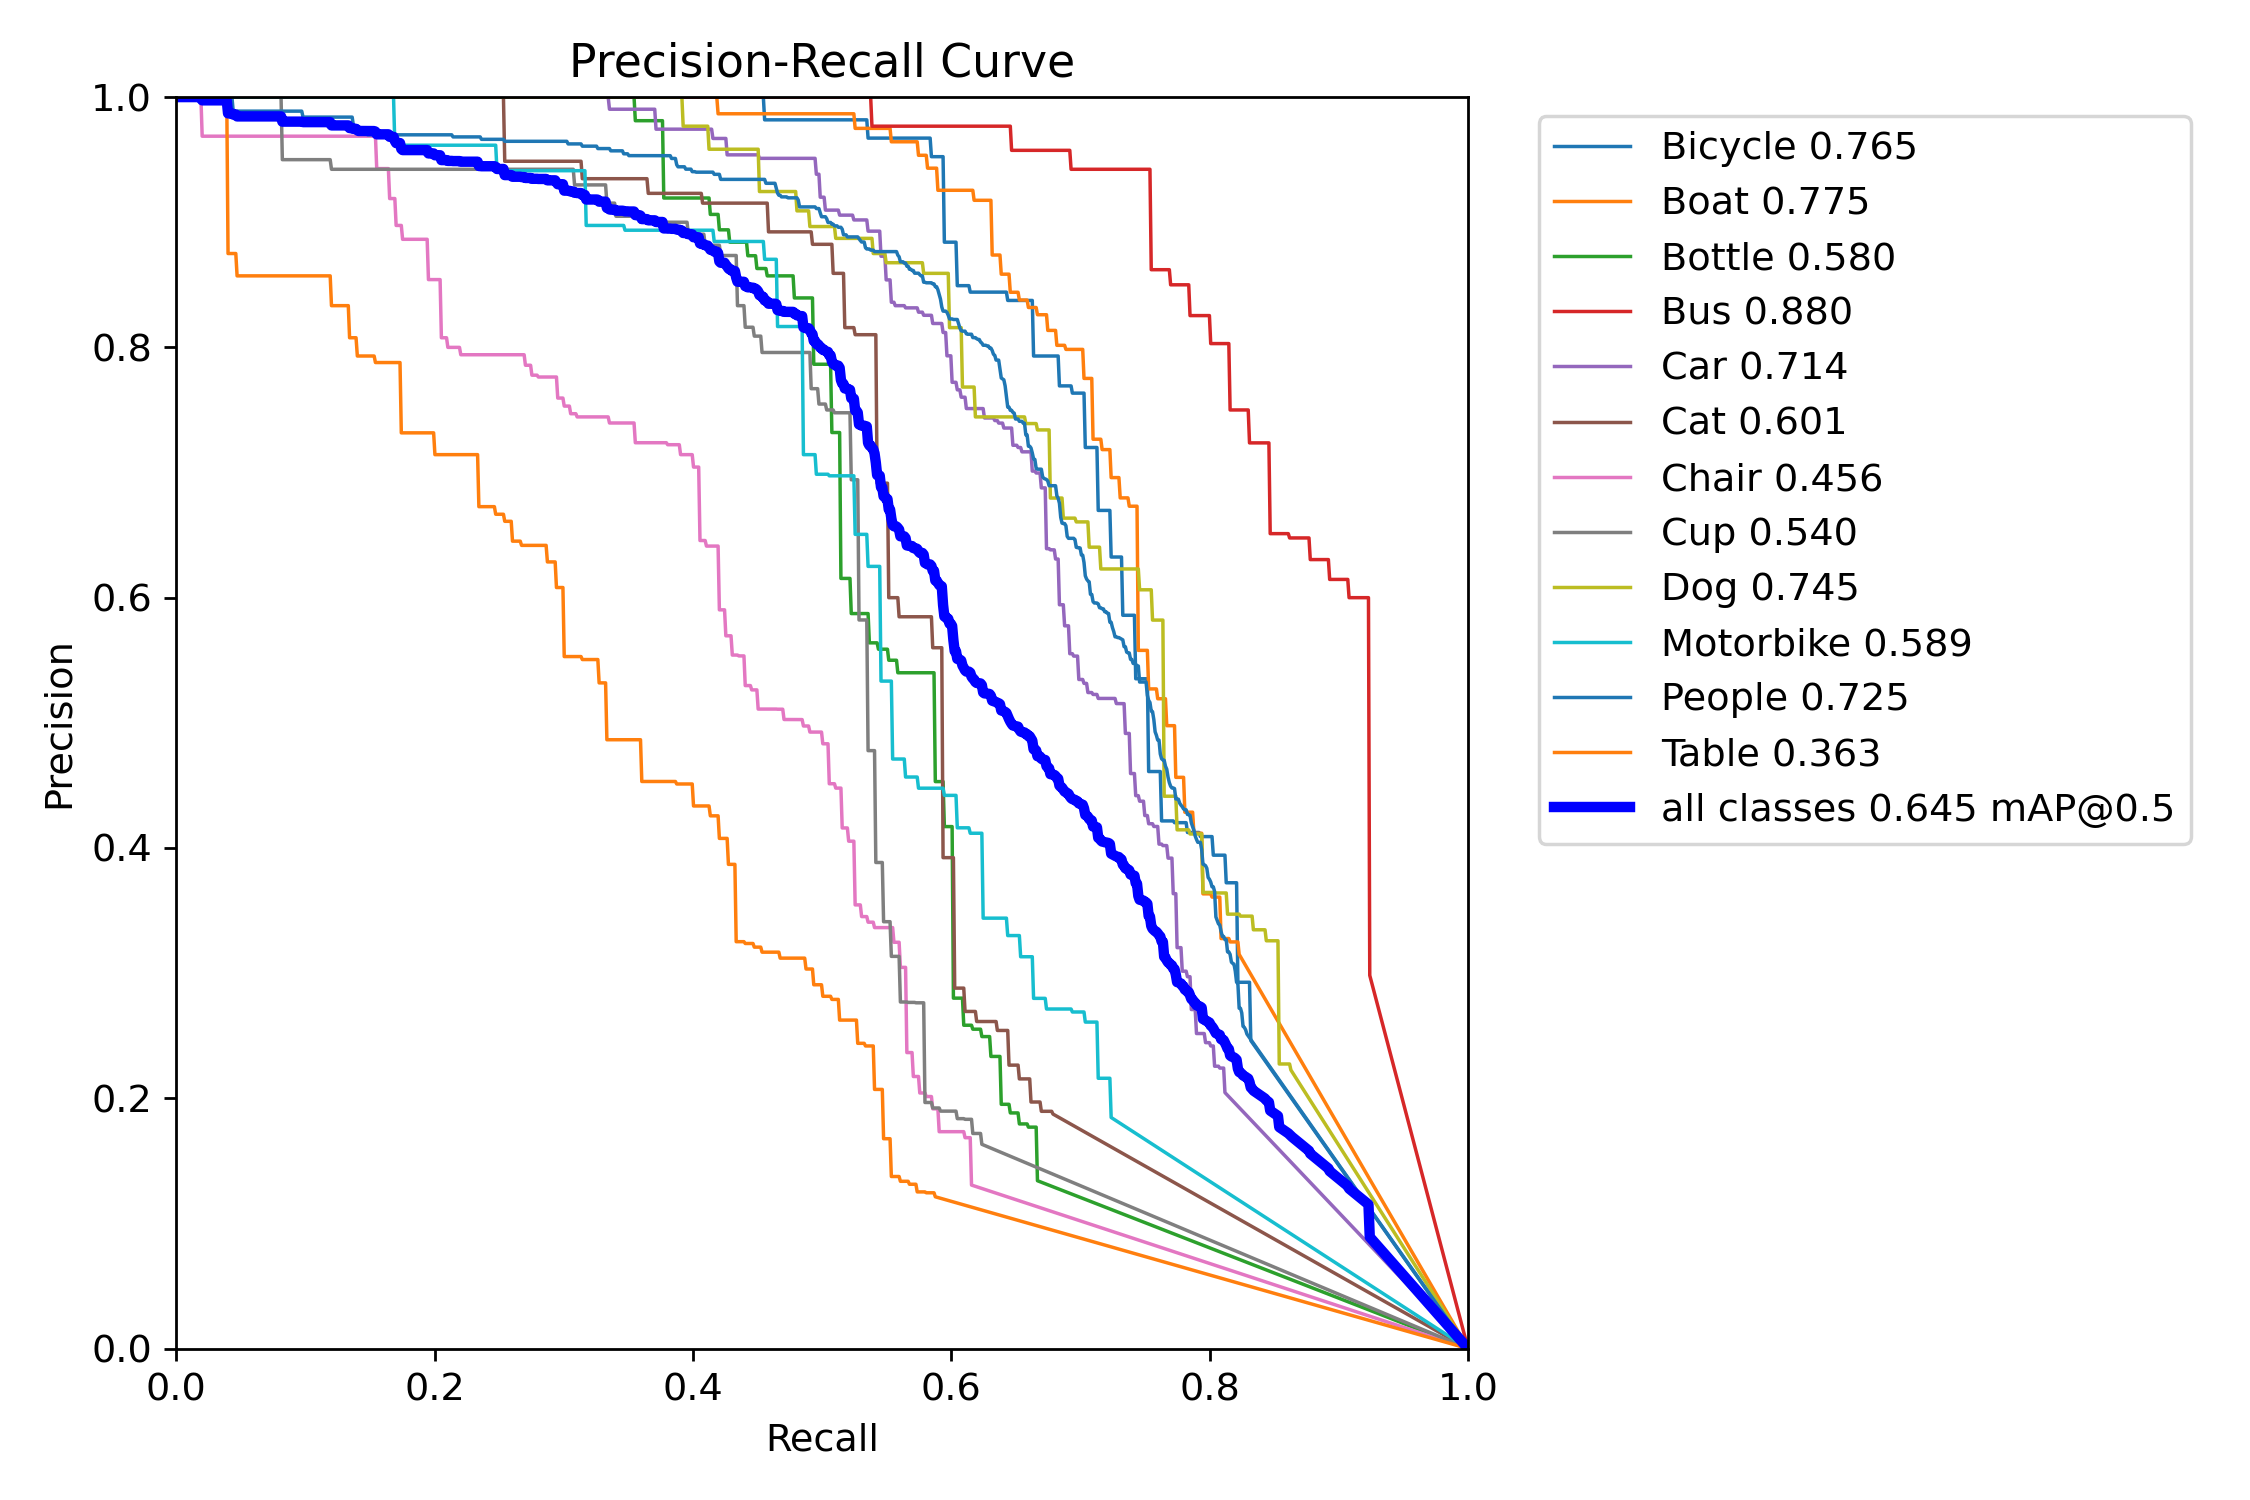 Precision-Recall Curve
1.0
0.8
0.6
0.4
0.2
0.0
Precision
0.0 0.2 0.4 0.6 0.8 1.0
Recall
Bicycle 0.765
Boat 0.775
Bottle 0.580
Bus 0.880
Car 0.714
Cat 0.601
Chair 0.456
Cup 0.540
Dog 0.745
Motorbike 0.589
People 0.725
Table 0.363
all classes 0.645 mAP@0.5